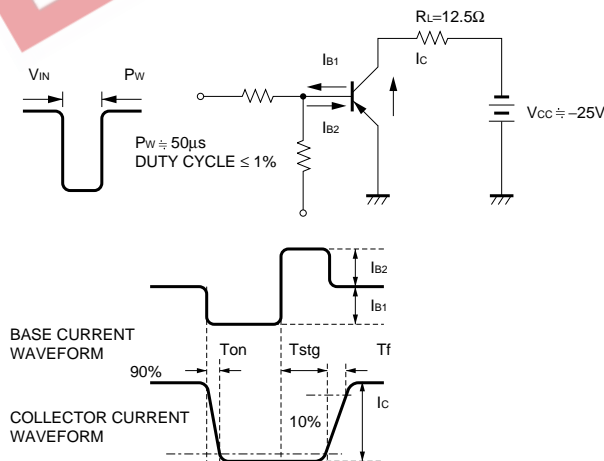 RL=12.5Ω
VIN
PW
IB1
IC
IB2
VCC ≒ –25V
PW ≒ 50μs
DUTY CYCLE ≤ 1%
IB2
IB1
BASE CURRENT
WAVEFORM
Ton
Tstg
Tf
90%
COLLECTOR CURRENT
WAVEFORM
10%
IC